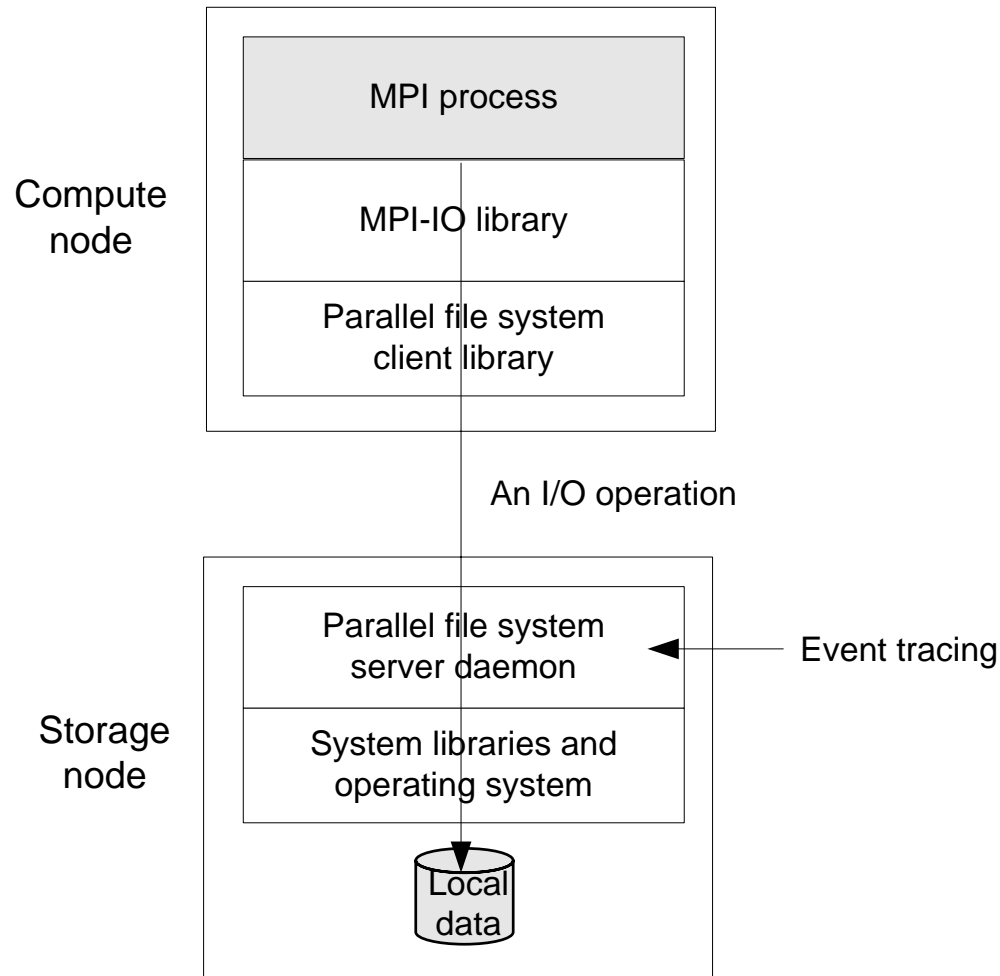 MPI process
Compute
node
MPI-IO library
Parallel file system
client library
An I/O operation
Parallel file system
server daemon
Event tracing
Storage
node
System libraries and
operating system
Local
data